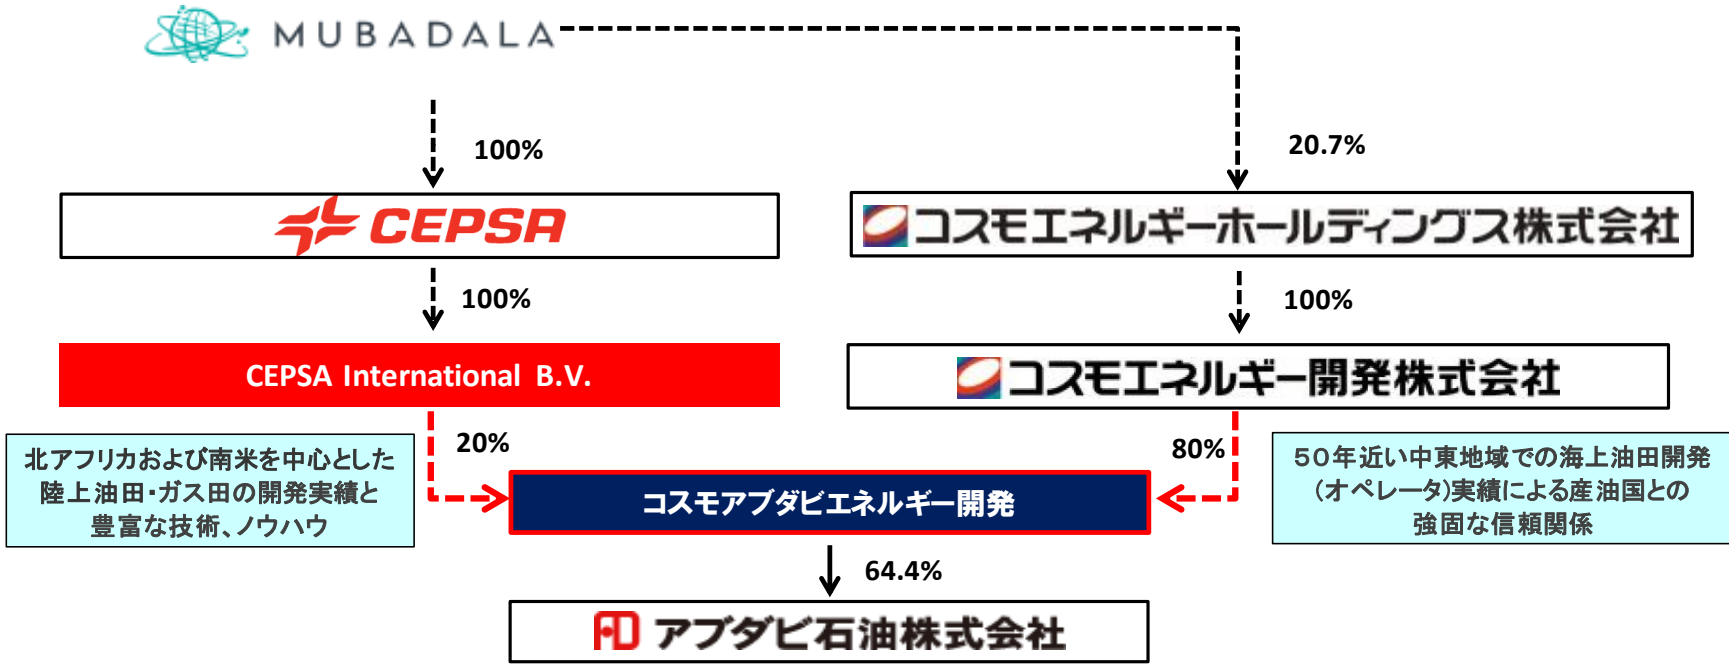 MUBADALA
100%
20.7%
CEPSA
コスモエネルギーホールディングス株式会社
100%
100%
CEPSA International B.V.
コスモエネルギー開発株式会社
20%
80%
北アフリカおよび南米を中心とした
陸上油田・ガス田の開発実績と
豊富な技術、ノウハウ
50年近い中東地域での海上油田開発
(オペレータ)実績による産油国との
強固な信頼関係
コスモアブダビエネルギー開発
64.4%
アブダビ石油株式会社